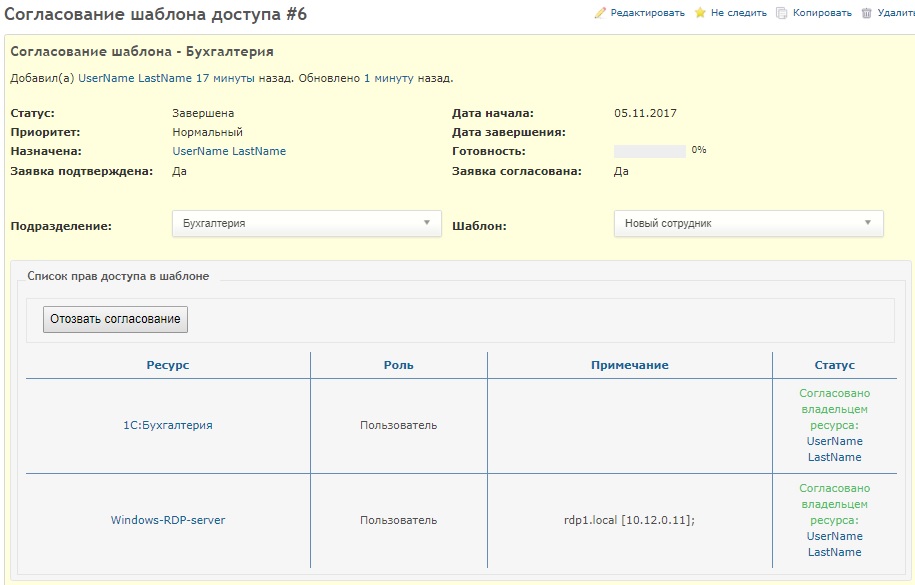 Согласование шаблона доступа #6
Редактировать Не следить Копировать Удалить
Согласование шаблона - Бухгалтерия
Добавил(а) UserName LastName 17 минуты назад. Обновлено 1 минуту назад.
Статус: Завершена Дата начала: 05.11.2017
Приоритет: Нормальный Дата завершения:
Назначена: UserName LastName Готовность: 0%
Заявка подтверждена: Да Заявка согласована: Да
Подразделение: Бухгалтерия Шаблон: Новый сотрудник
Список прав доступа в шаблоне
Отозвать согласование
Ресурс Роль Примечание Статус
1С:Бухгалтерия Пользователь
Согласовано
владельцем
ресурса:
UserName
LastName
Windows-RDP-server Пользователь rdp1.local [10.12.0.11];
Согласовано
владельцем
ресурса:
UserName
LastName